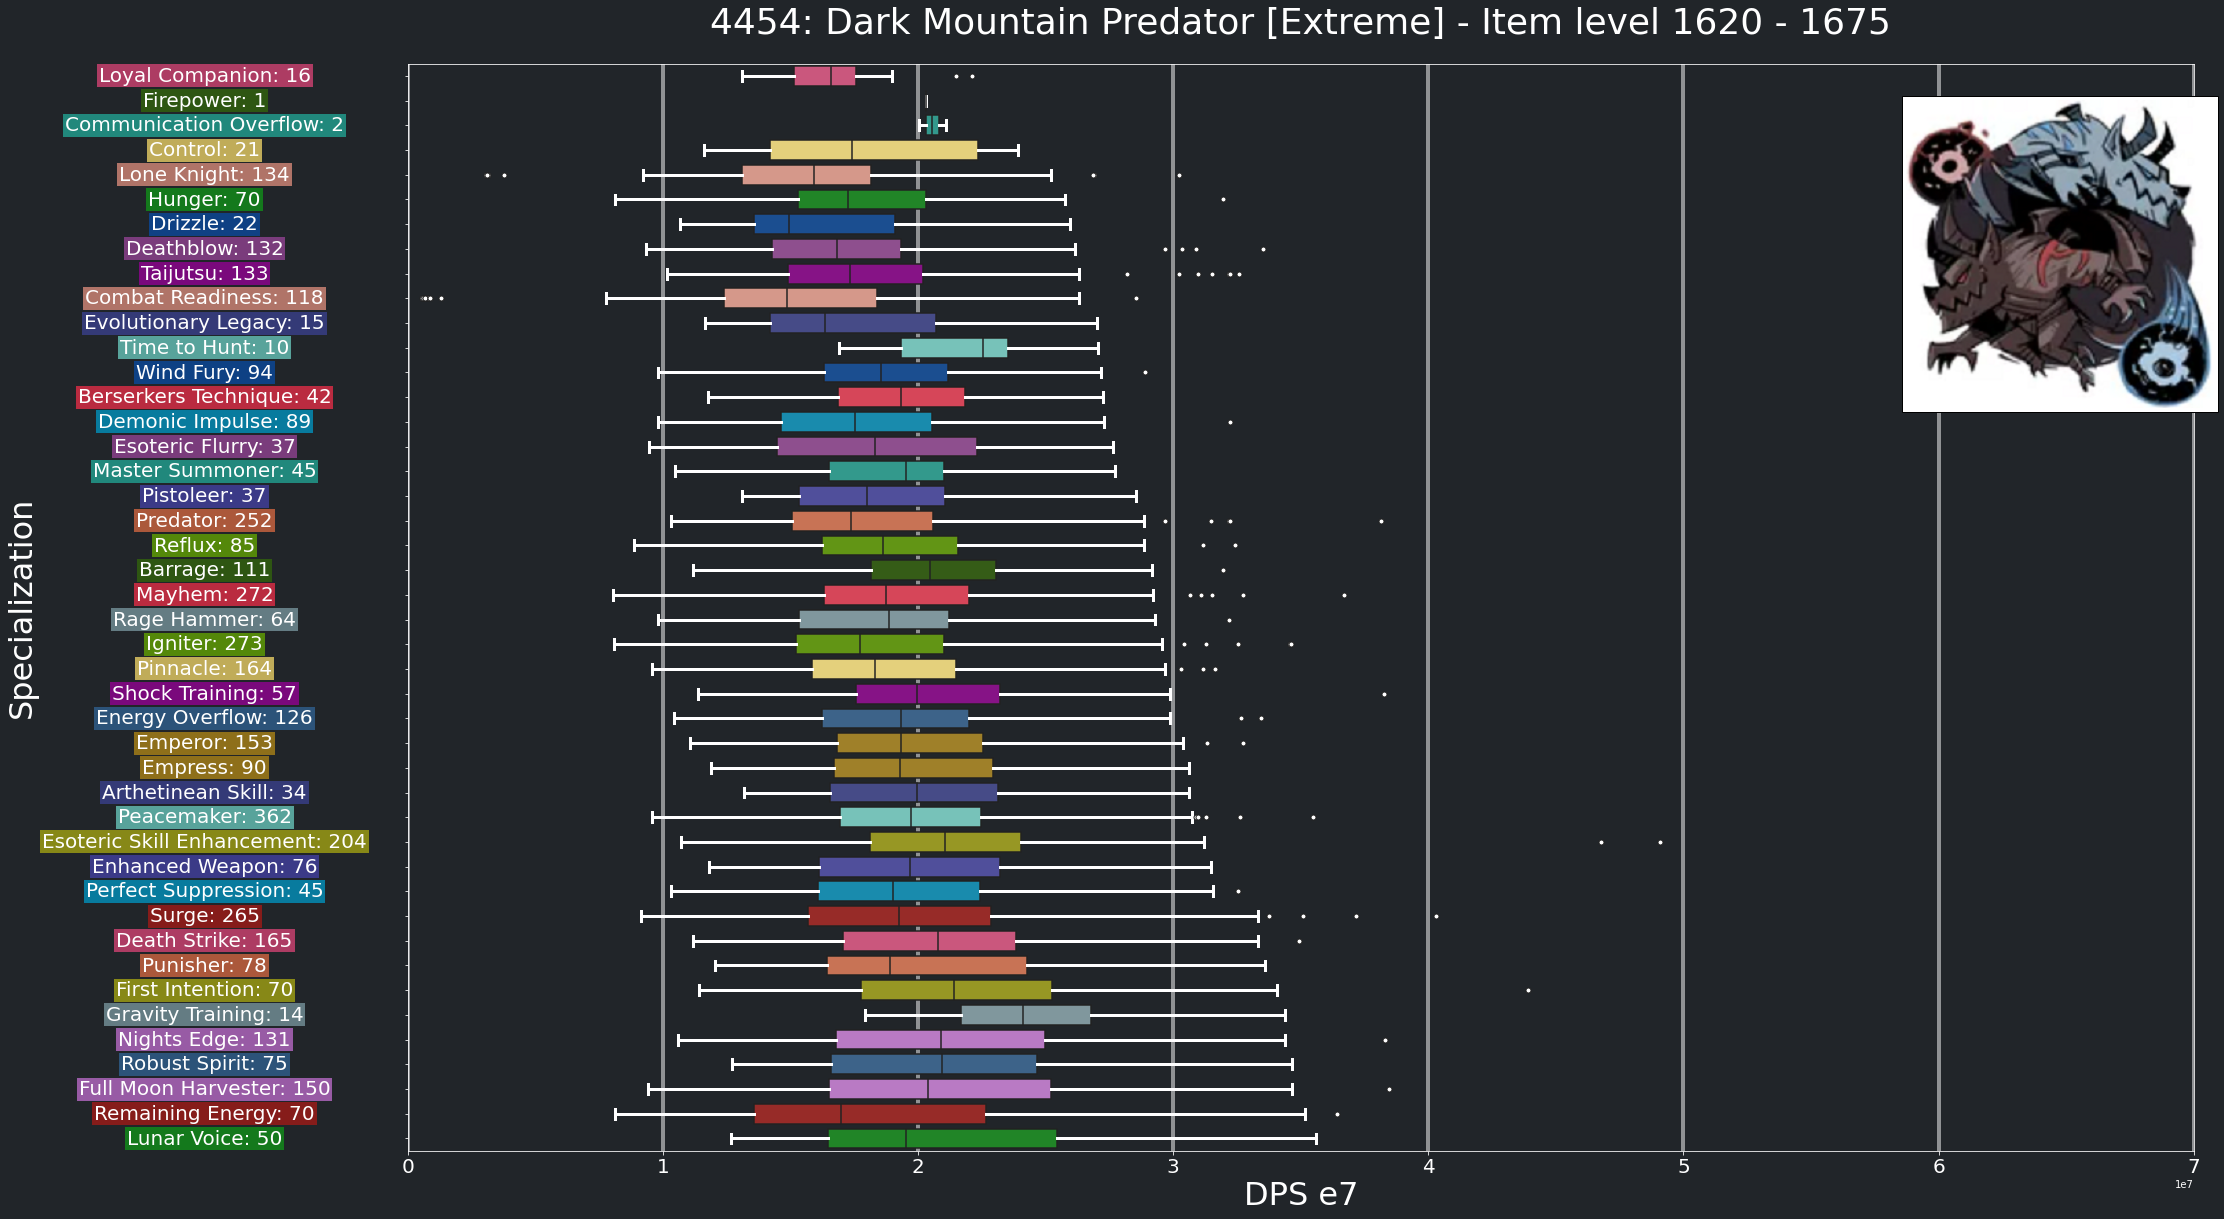 4454: Dark Mountain Predator [Extreme] - Item level 1620 - 1675
Loyal Companion: 16
Firepower: 1
Communication Overflow: 2
Control: 21
Lone Knight: 134
Hunger: 70
Drizzle: 22
Deathblow: 132
Taijutsu: 133
Combat Readiness: 118
Evolutionary Legacy: 15
Time to Hunt: 10
Wind Fury: 94
Berserkers Technique: 42
Demonic Impulse: 89
Esoteric Flurry: 37
Master Summoner: 45
Pistoleer: 37
Predator: 252
Reflux: 85
Barrage: 111
Mayhem: 272
Rage Hammer: 64
Igniter: 273
Pinnacle: 164
Shock Training: 57
Energy Overflow: 126
Emperor: 153
Empress: 90
Arthetinean Skill: 34
Peacemaker: 362
Esoteric Skill Enhancement: 204
Enhanced Weapon: 76
Perfect Suppression: 45
Surge: 265
Death Strike: 165
Punisher: 78
First Intention: 70
Gravity Training: 14
Nights Edge: 131
Robust Spirit: 75
Full Moon Harvester: 150
Remaining Energy: 70
Lunar Voice: 50
Specialization
0 1 2 3 4 5 6 7
1e7
DPS e7